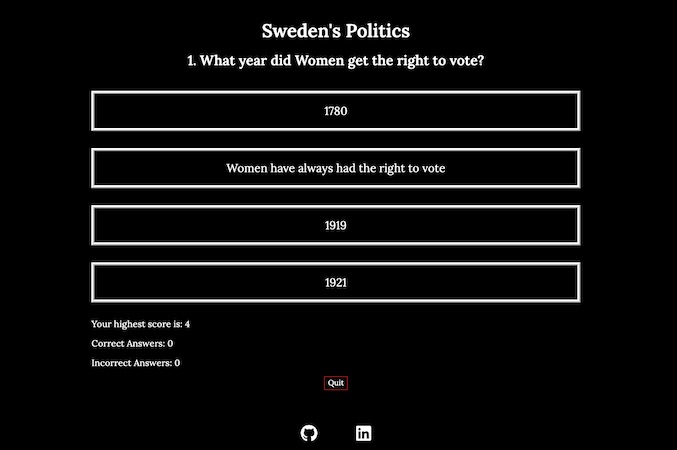 Sweden's Politics
1. What year did Women get the right to vote?
1780
Women have always had the right to vote
1919
1921
Your highest score is: 4
Correct Answers: 0
Incorrect Answers: 0
Quit
in